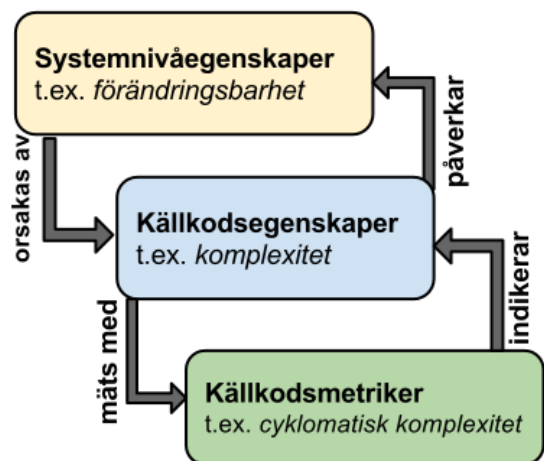 Systemnivåegenskaper
t.ex. förändringsbarhet
orsakas av
påverkar
Källkodsegenskaper
t.ex. komplexitet
mäts med
indikerar
Källkodsmetriker
t.ex. cyklomatisk komplexitet